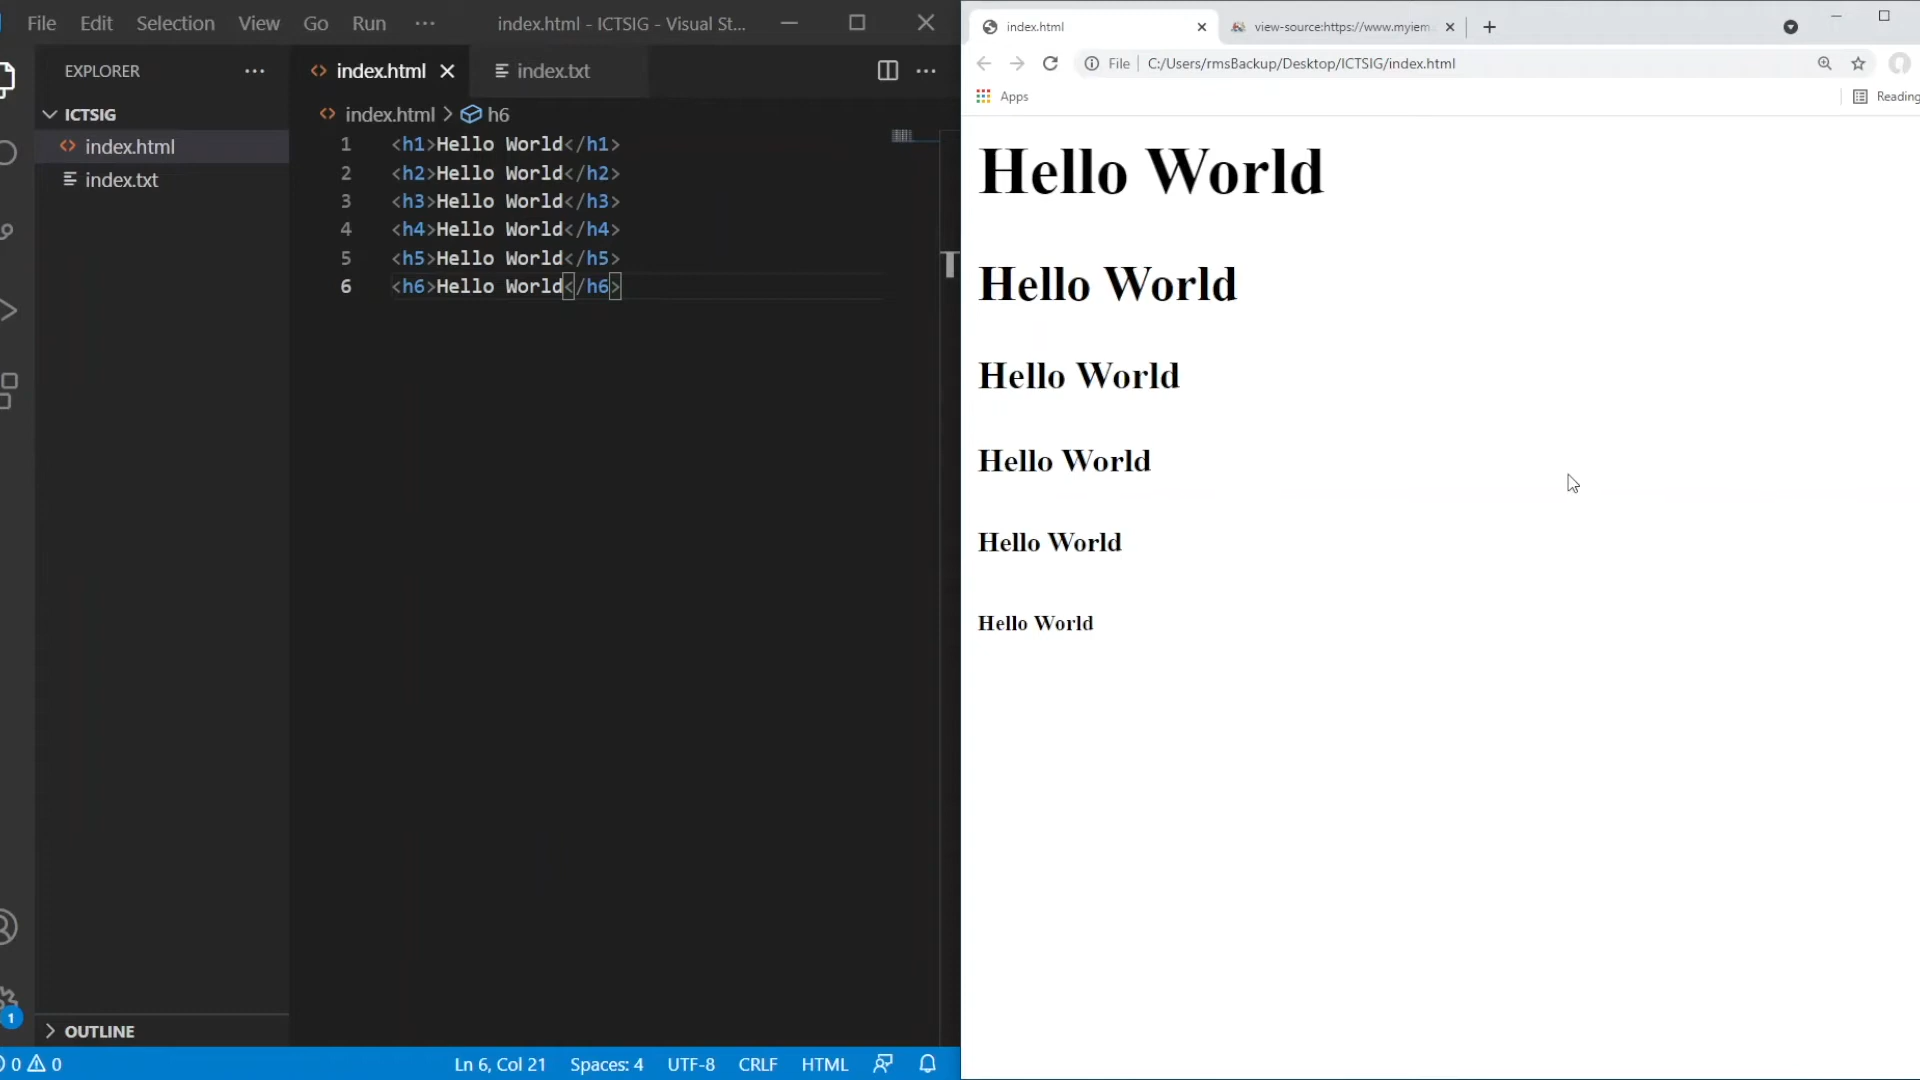 File Edit Selection View Go Run ··· index.html - ICTSIG - Visual St...
EXPLORER ···
ICTSIG
index.html
index.txt
OUTLINE
index.html index.txt ···
index.html > h6
1 <h1>Hello World</h1>
2 <h2>Hello World</h2>
3 <h3>Hello World</h3>
4 <h4>Hello World</h4>
5 <h5>Hello World</h5>
6 <h6>Hello World</h6>
1
0 0 Ln 6, Col 21 Spaces: 4 UTF-8 CRLF HTML
index.html view-source:https://www.myiem
File C:/Users/rmsBackup/Desktop/ICTSIG/index.html
Apps Reading
Hello World
Hello World
Hello World
Hello World
Hello World
Hello World